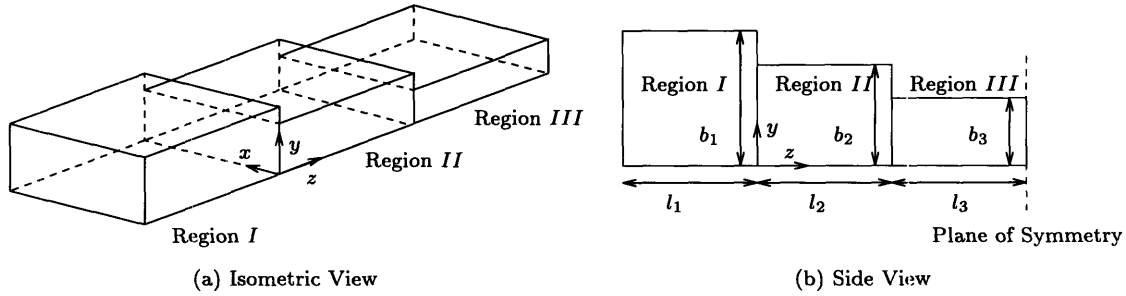 x
y
z
Region I
Region II
Region III
(a) Isometric View
Region I
Region II
Region III
b1
b2
b3
y
z
l1
l2
l3
Plane of Symmetry
(b) Side View